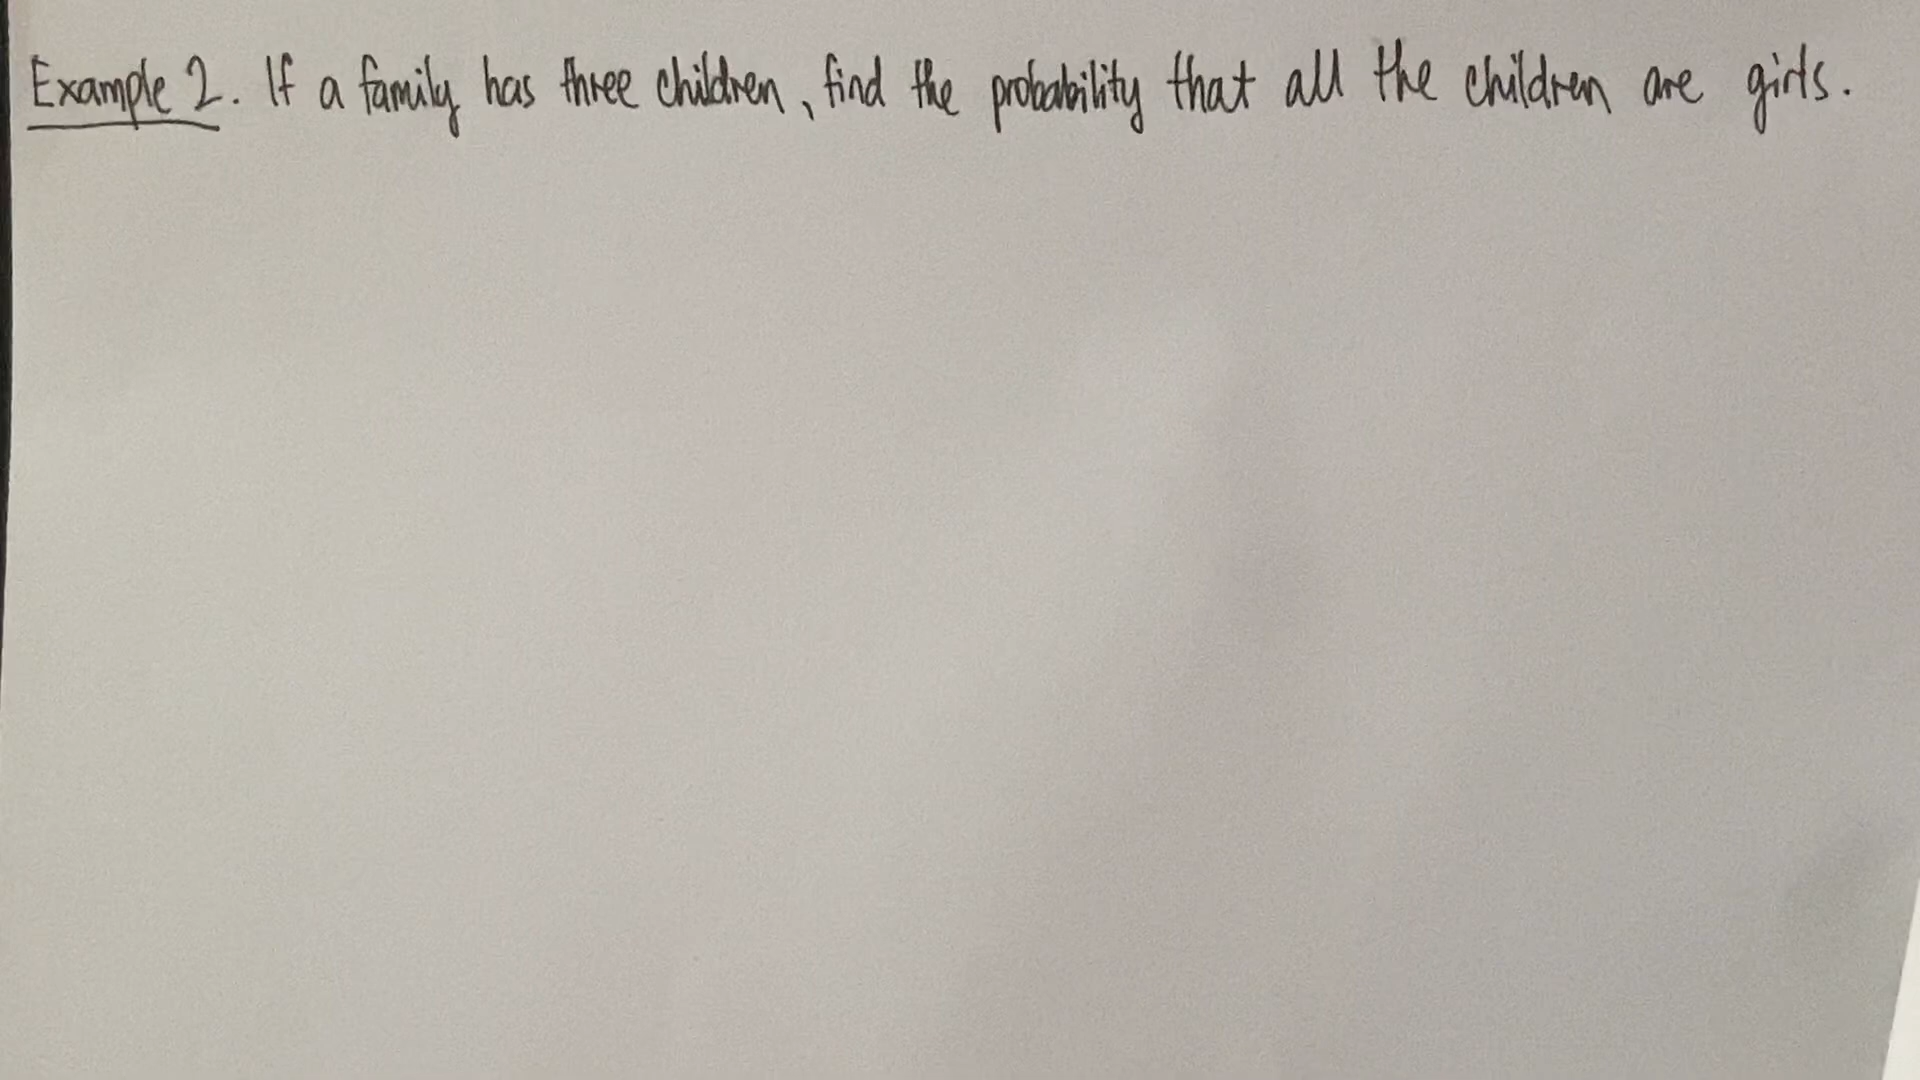 Example 2. If a family has three children, find the probability that all the children are girls.